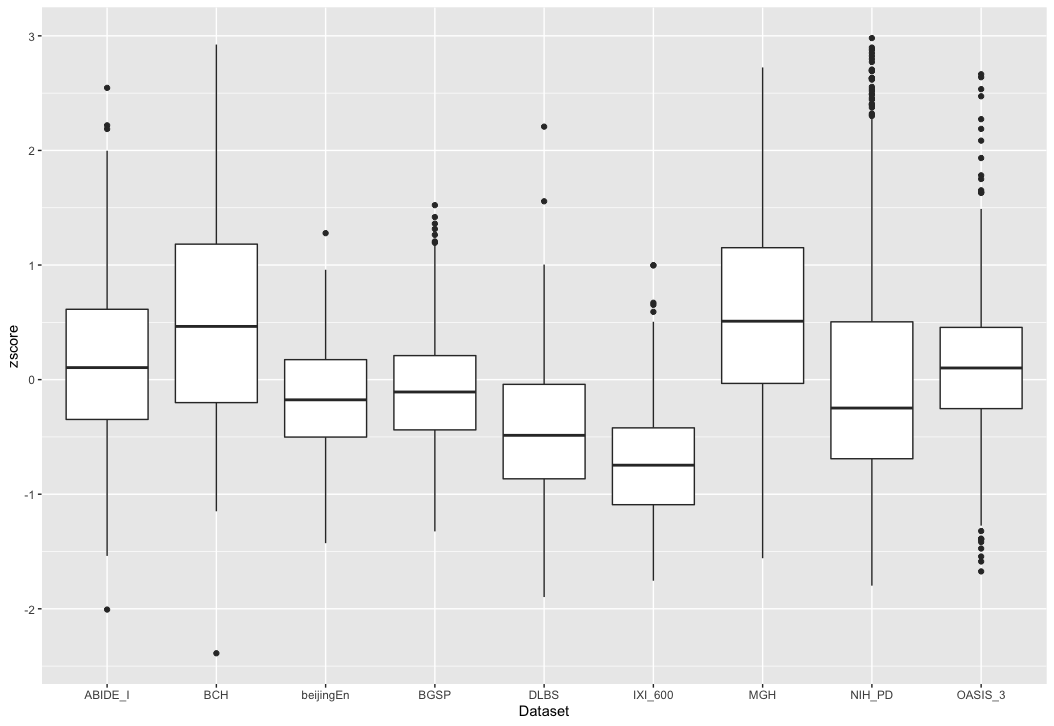 3
2
1
0
-1
-2
zscore
ABIDE_I BCH beijingEn BGSP DLBS IXI_600 MGH NIH_PD OASIS_3
Dataset